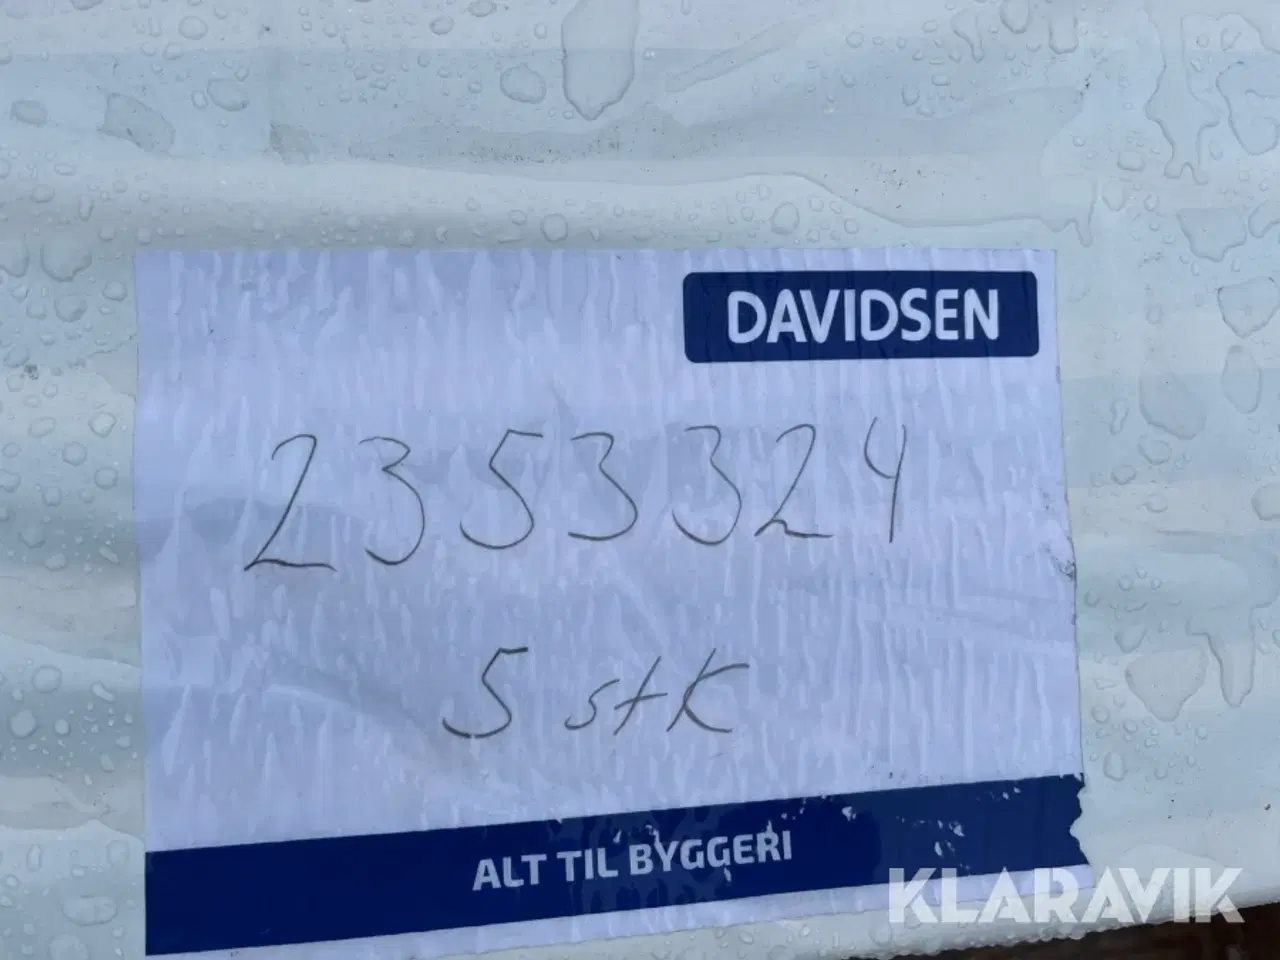 DAVIDSEN
2353324
5 stk
ALT TIL BYGGERI
KLARAVIK